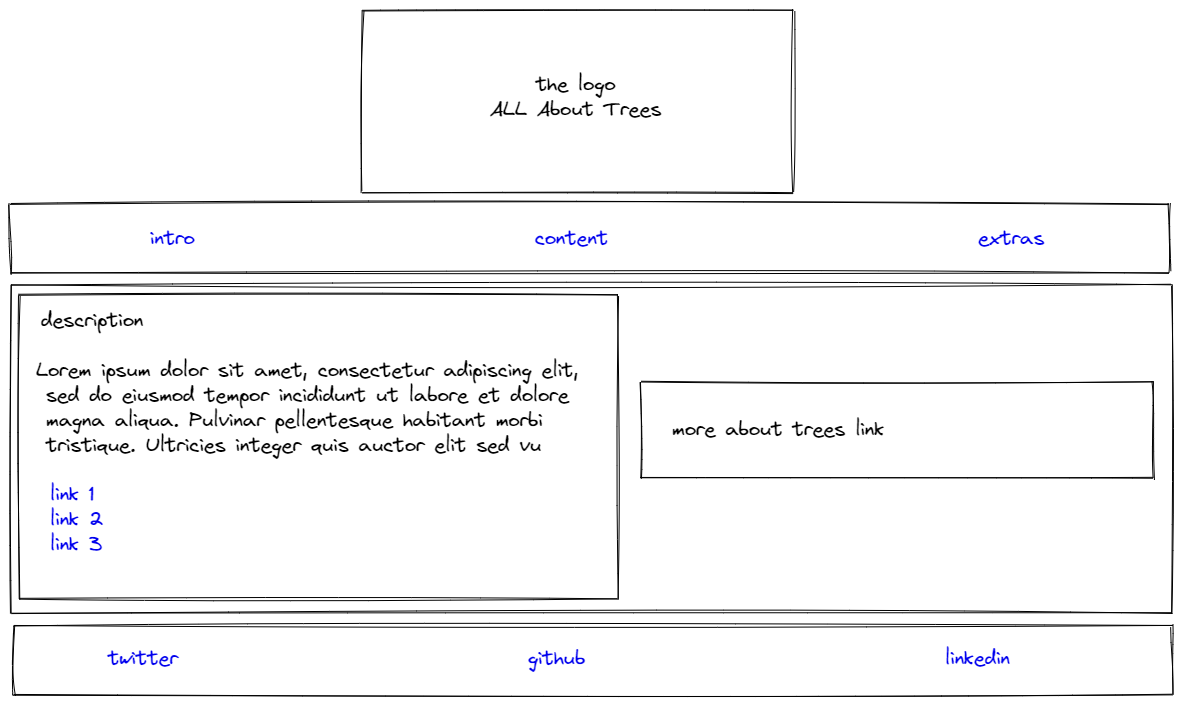 the logo
ALL About Trees
intro
content
extras
description
Lorem ipsum dolor sit amet, consectetur adipiscing elit,
sed do eiusmod tempor incididunt ut labore et dolore
magna aliqua. Pulvinar pellentesque habitant morbi
tristique. Ultricies integer quis auctor elit sed vu
link 1
link 2
link 3
more about trees link
twitter
github
linkedin